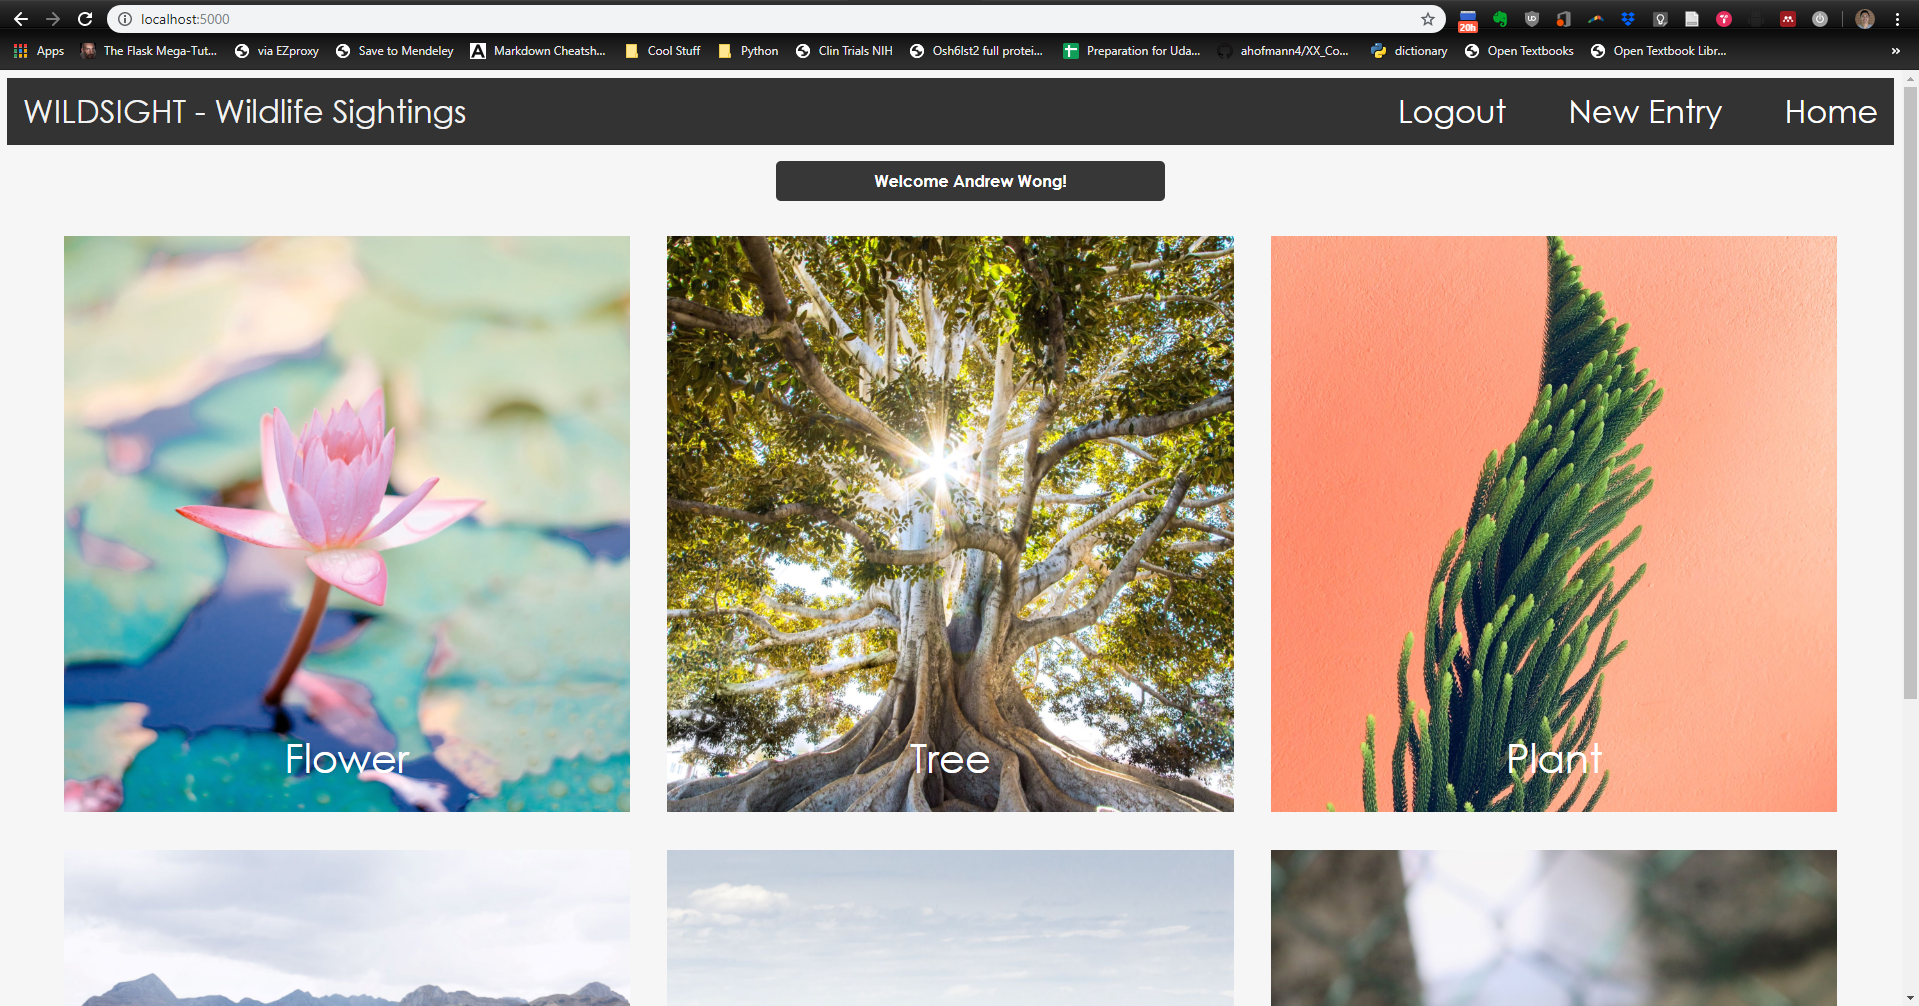 localhost:5000
20h
Apps The Flask Mega-Tut... via EZproxy Save to Mendeley Markdown Cheatsh... Cool Stuff Python Clin Trials NIH Osh6lst2 full protei... Preparation for Uda... ahofmann4/XX_Co... dictionary Open Textbooks Open Textbook Libr... »
WILDSIGHT - Wildlife Sightings Logout New Entry Home
Welcome Andrew Wong!
Flower Tree Plant